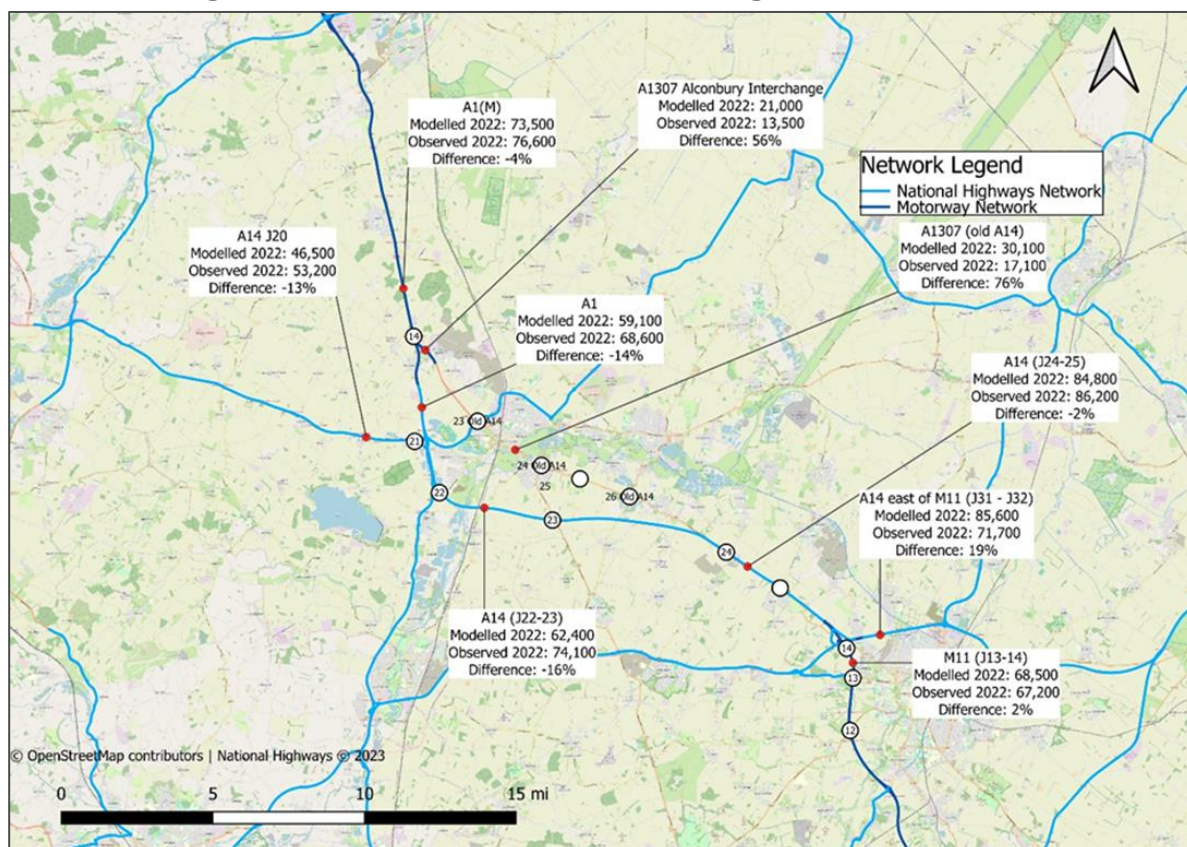 A1307 Alconbury Interchange
Modelled 2022: 21,000
Observed 2022: 13,500
Difference: 56%
A1(M)
Modelled 2022: 73,500
Observed 2022: 76,600
Difference: -4%
Network Legend
National Highways Network
Motorway Network
A14 J20
Modelled 2022: 46,500
Observed 2022: 53,200
Difference: -13%
A1307 (old A14)
Modelled 2022: 30,100
Observed 2022: 17,100
Difference: 76%
A1
Modelled 2022: 59,100
Observed 2022: 68,600
Difference: -14%
14
A14 (J24-25)
Modelled 2022: 84,800
Observed 2022: 86,200
Difference: -2%
23 Old A14
21
24 Old A14
25
22
26 Old A14
23
A14 east of M11 (J31 - J32)
Modelled 2022: 85,600
Observed 2022: 71,700
Difference: 19%
24
A14 (J22-23)
Modelled 2022: 62,400
Observed 2022: 74,100
Difference: -16%
14
M11 (J13-14)
Modelled 2022: 68,500
Observed 2022: 67,200
Difference: 2%
13
12
© OpenStreetMap contributors | National Highways © 2023
0 5 10 15 mi